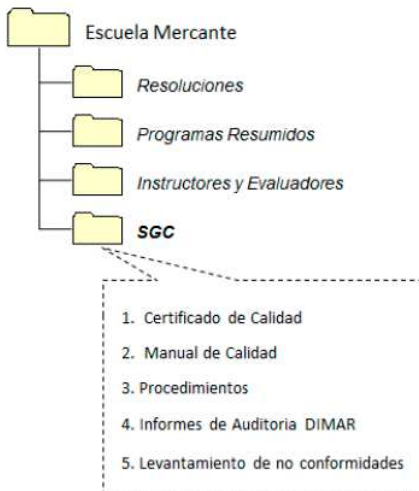 Escuela Mercante
Resoluciones
Programas Resumidos
Instructores y Evaluadores
SGC
1. Certificado de Calidad
2. Manual de Calidad
3. Procedimientos
4. Informes de Auditoria DIMAR
5. Levantamiento de no conformidades